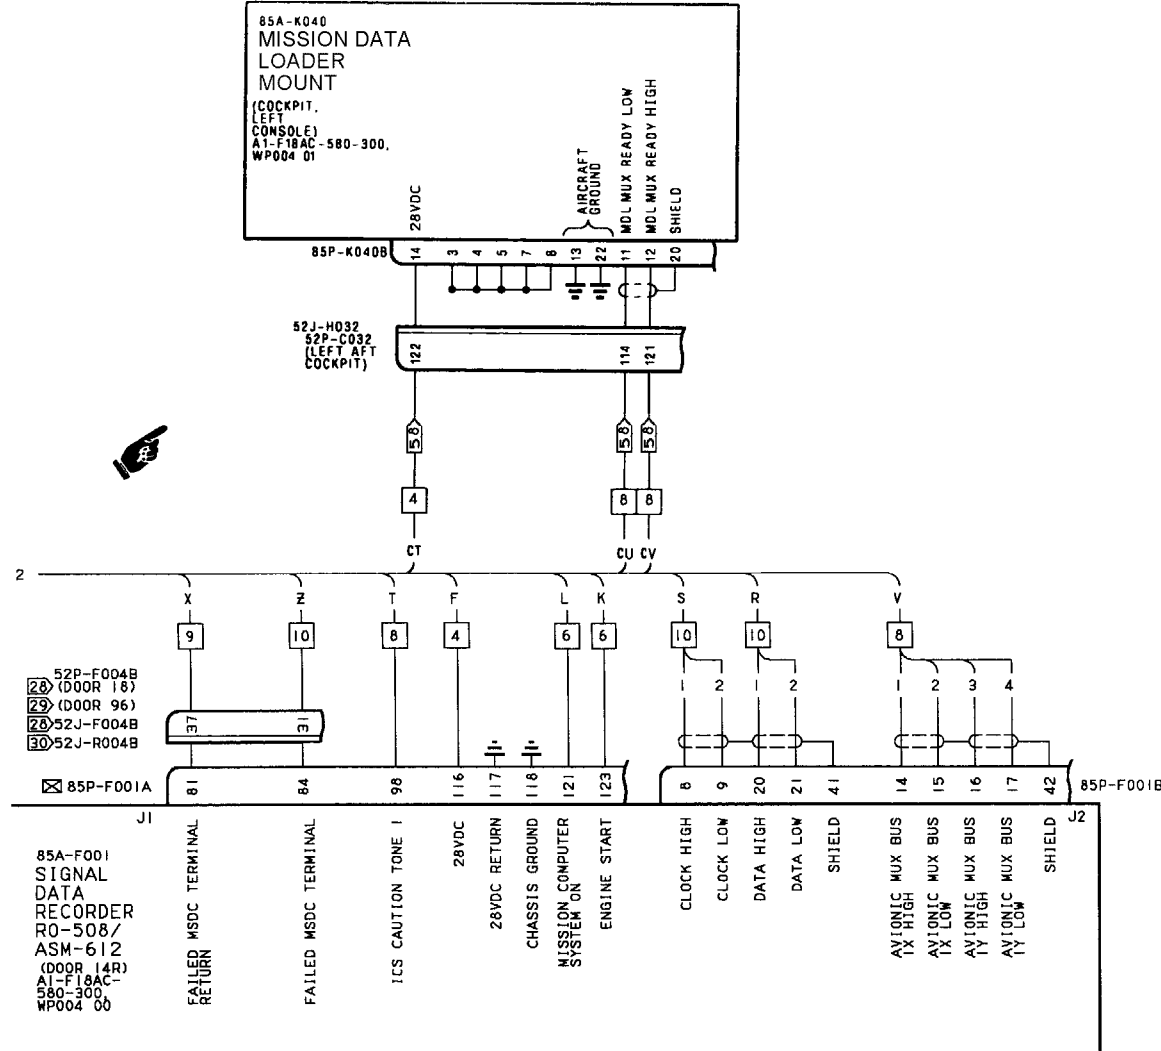 85A-K040
MISSION DATA
LOADER
MOUNT
(COCKPIT,
LEFT
CONSOLE)
A1-F18AC-580-300,
WP004 01
28VDC
AIRCRAFT
GROUND
MDL MUX READY LOW
MDL MUX READY HIGH
SHIELD
85P-K040B
14 3 4 5 7 8 13 22 11 12 20
52J-H032
52P-C032
(LEFT AFT
COCKPIT)
122 114 121
58 58 58
4 8 8
CT CU CV
2
X Z T F L K S R V
9 10 8 4 6 6 10 10 8
1 2 1 2 1 2 3 4
52P-F004B
28 (DOOR 18)
29 (DOOR 96)
28 52J-F004B
30 52J-R004B
37 31
85P-F001A
81 84 98 116 117 118 121 123
8 9 20 21 41 14 15 16 17 42
85P-F001B
J1
J2
85A-F001
SIGNAL
DATA
RECORDER
RO-508/
ASM-612
(DOOR 14R)
A1-F18AC-
580-300,
WP004 00
FAILED MSDC TERMINAL
RETURN
FAILED MSDC TERMINAL
ICS CAUTION TONE 1
28VDC
28VDC RETURN
CHASSIS GROUND
MISSION COMPUTER
SYSTEM ON
ENGINE START
CLOCK HIGH
CLOCK LOW
DATA HIGH
DATA LOW
SHIELD
AVIONIC MUX BUS
1X HIGH
AVIONIC MUX BUS
1X LOW
AVIONIC MUX BUS
1Y HIGH
AVIONIC MUX BUS
1Y LOW
SHIELD